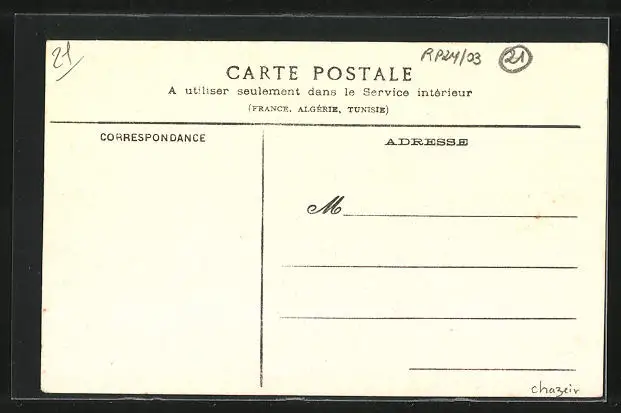 21
RP24/03 21
CARTE POSTALE
A utiliser seulement dans le Service intérieur
(FRANCE, ALGÉRIE, TUNISIE)
CORRESPONDANCE
ADRESSE
M
chazeir